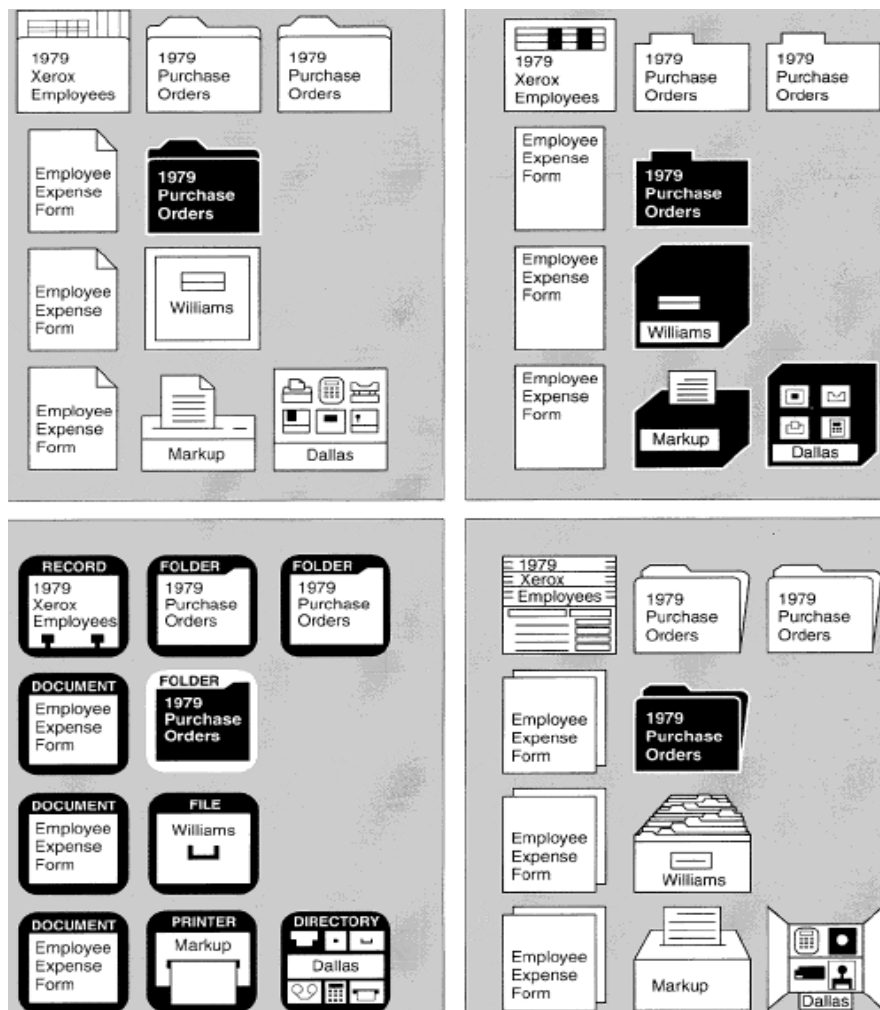 1979
Xerox
Employees
1979
Purchase
Orders
1979
Purchase
Orders
Employee
Expense
Form
1979
Purchase
Orders
Employee
Expense
Form
Williams
Employee
Expense
Form
Markup
Dallas
1979
Xerox
Employees
1979
Purchase
Orders
1979
Purchase
Orders
Employee
Expense
Form
1979
Purchase
Orders
Employee
Expense
Form
Williams
Employee
Expense
Form
Markup
Dallas
RECORD
1979
Xerox
Employees
FOLDER
1979
Purchase
Orders
FOLDER
1979
Purchase
Orders
DOCUMENT
Employee
Expense
Form
FOLDER
1979
Purchase
Orders
DOCUMENT
Employee
Expense
Form
FILE
Williams
DOCUMENT
Employee
Expense
Form
PRINTER
Markup
DIRECTORY
Dallas
1979
Xerox
Employees
1979
Purchase
Orders
1979
Purchase
Orders
Employee
Expense
Form
1979
Purchase
Orders
Employee
Expense
Form
Williams
Employee
Expense
Form
Markup
Dallas